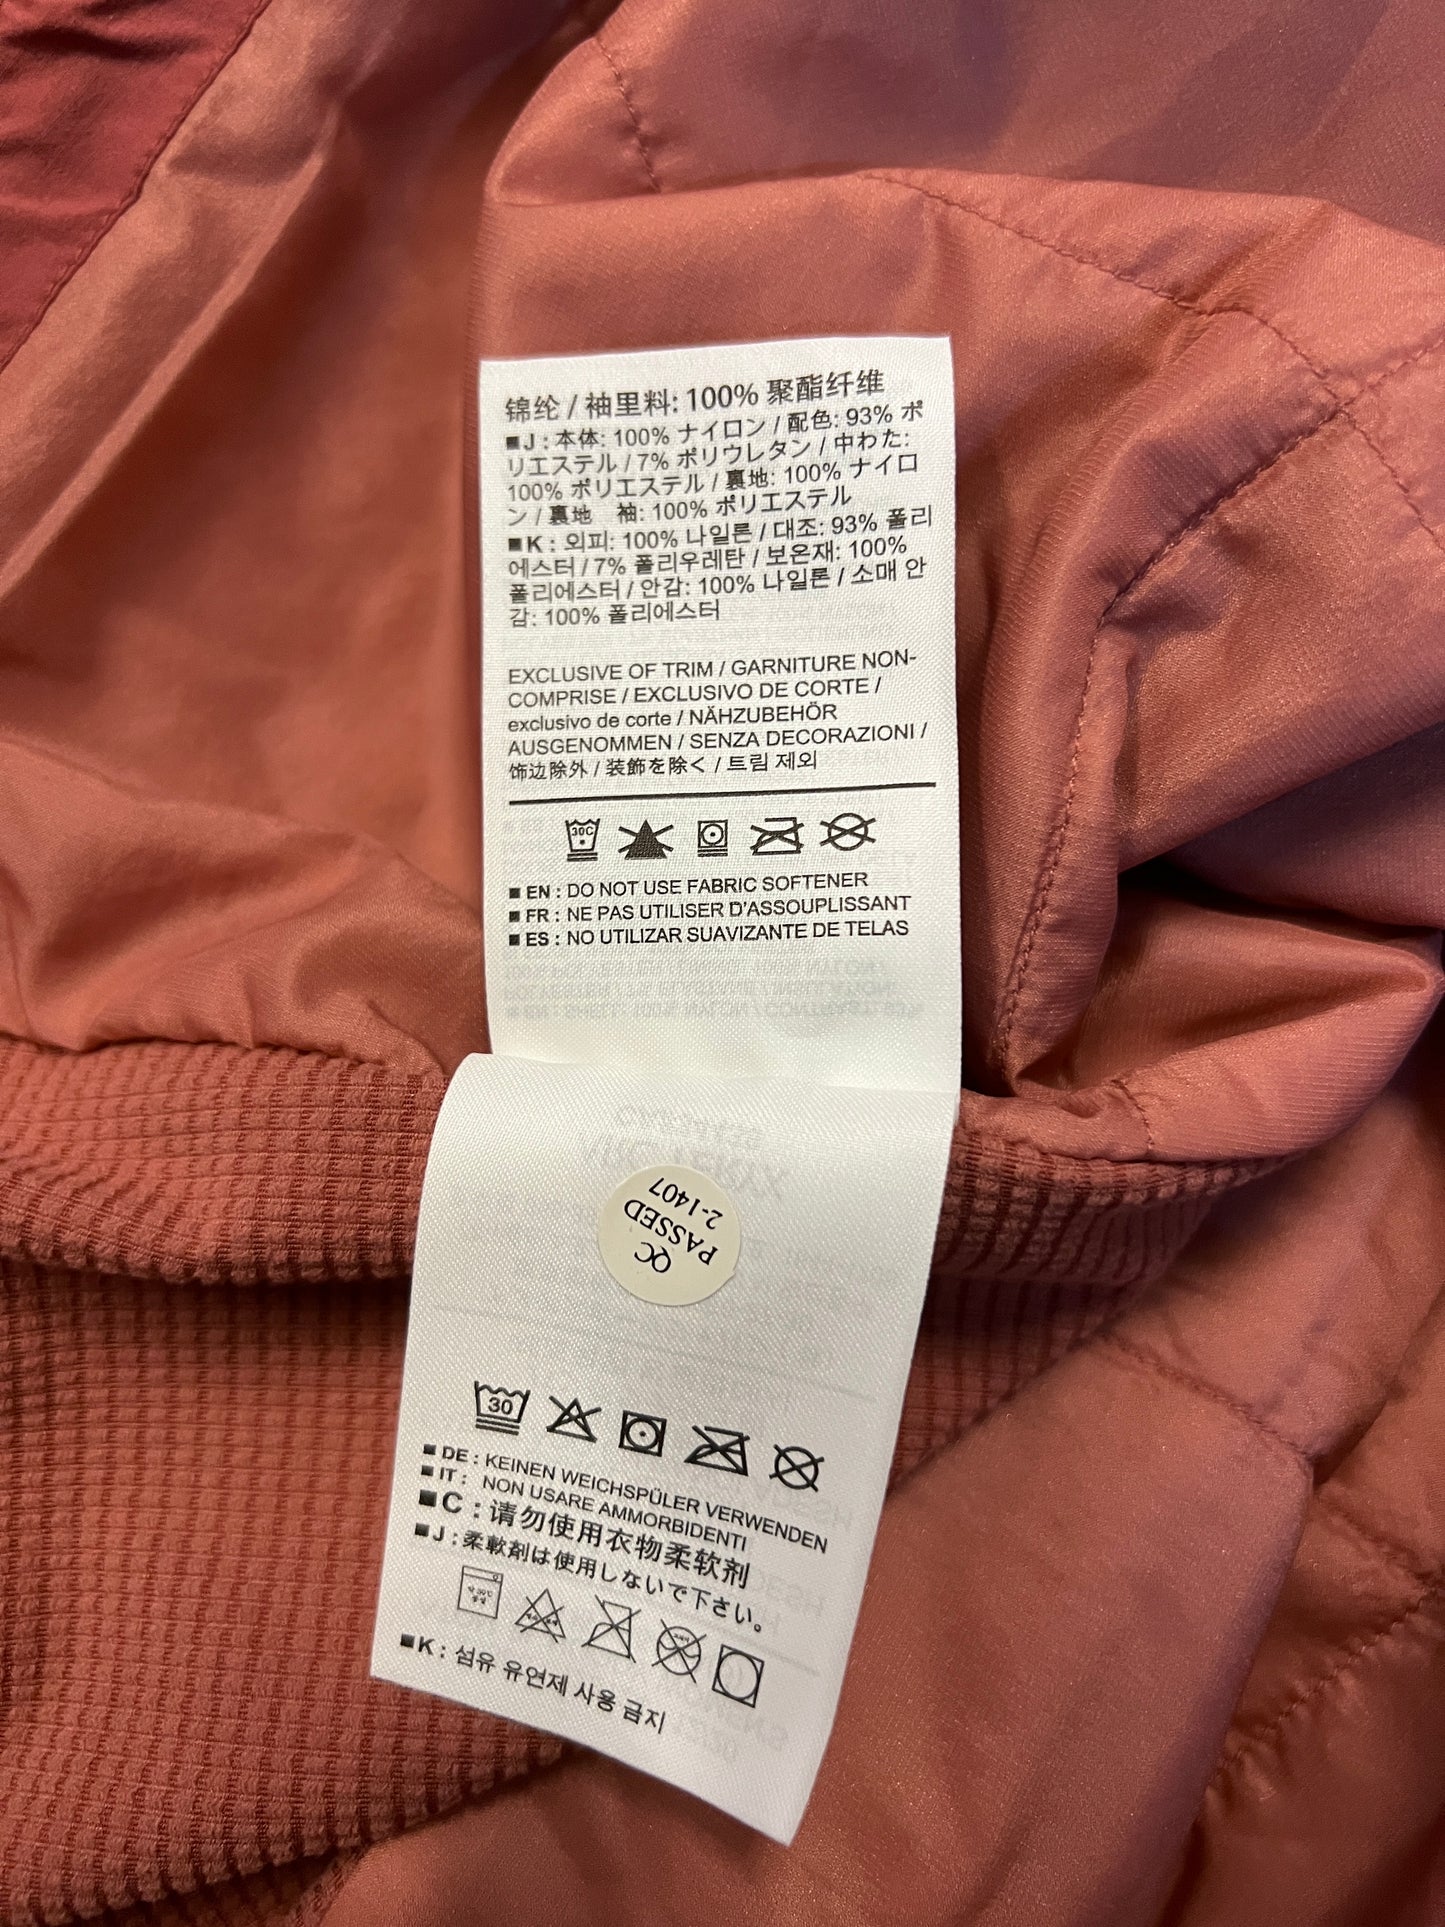 锦纶 / 袖里料: 100% 聚酯纤维
■J : 本体: 100% ナイロン / 配色: 93% ポ
リエステル / 7% ポリウレタン / 中わた:
100% ポリエステル / 裏地: 100% ナイロ
ン / 裏地 袖: 100% ポリエステル
■K : 외피: 100% 나일론 / 대조: 93% 폴리
에스터 / 7% 폴리우레탄 / 보온재: 100%
폴리에스터 / 안감: 100% 나일론 / 소매 안
감: 100% 폴리에스터
EXCLUSIVE OF TRIM / GARNITURE NON-
COMPRISE / EXCLUSIVO DE CORTE /
exclusivo de corte / NÄHZUBEHÖR
AUSGENOMMEN / SENZA DECORAZIONI /
饰边除外 / 装飾を除く / 트림 제외
30C
■ EN : DO NOT USE FABRIC SOFTENER
■ FR : NE PAS UTILISER D'ASSOUPLISSANT
■ ES : NO UTILIZAR SUAVIZANTE DE TELAS
QC
PASSED
2-1407
30
■ DE : KEINEN WEICHSPÜLER VERWENDEN
■ IT : NON USARE AMMORBIDENTI
■C : 请勿使用衣物柔软剂
■J : 柔軟剤は使用しないで下さい。
■K : 섬유 유연제 사용 금지